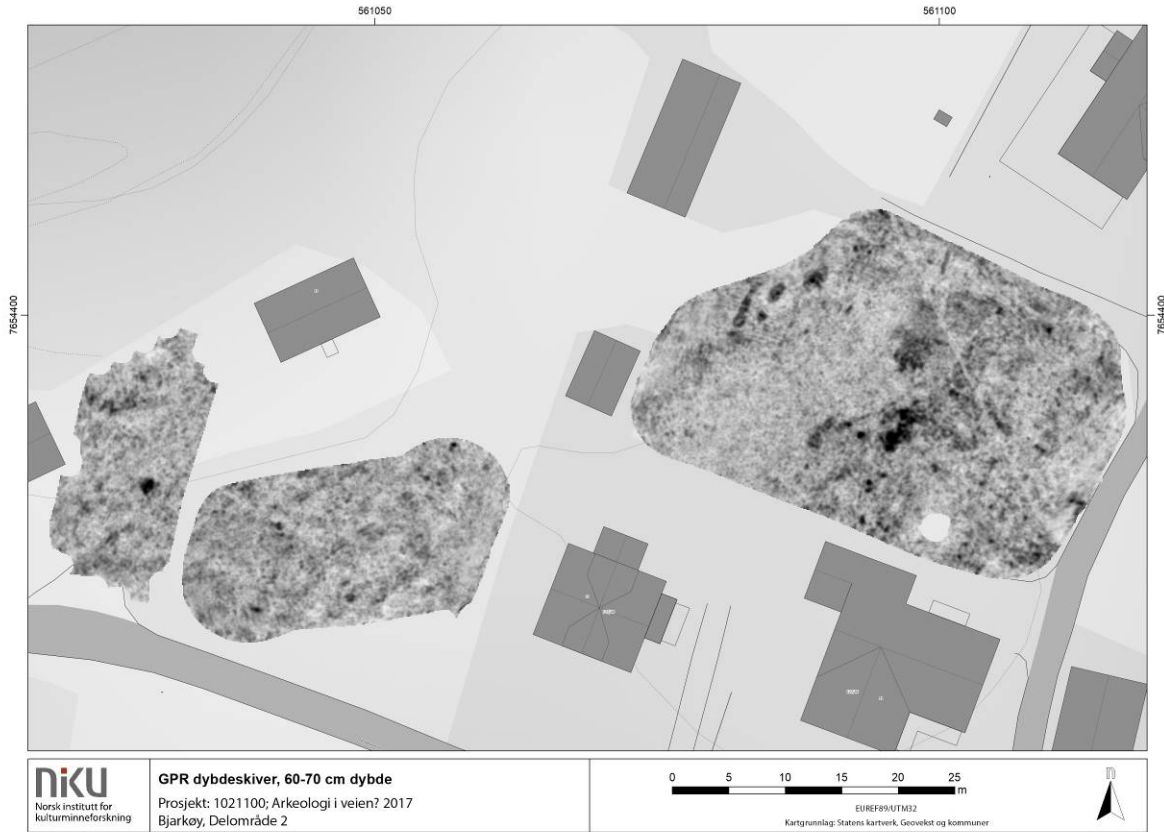 561050
561100
7654400
7654400
niku
Norsk institutt for
kulturminneforskning
GPR dybdeskiver, 60-70 cm dybde
Prosjekt: 1021100; Arkeologi i veien? 2017
Bjarkøy, Delområde 2
0 5 10 15 20 25
m
EUREF89/UTM32
Kartgrunnlag: Statens kartverk, Geovekst og kommuner
n